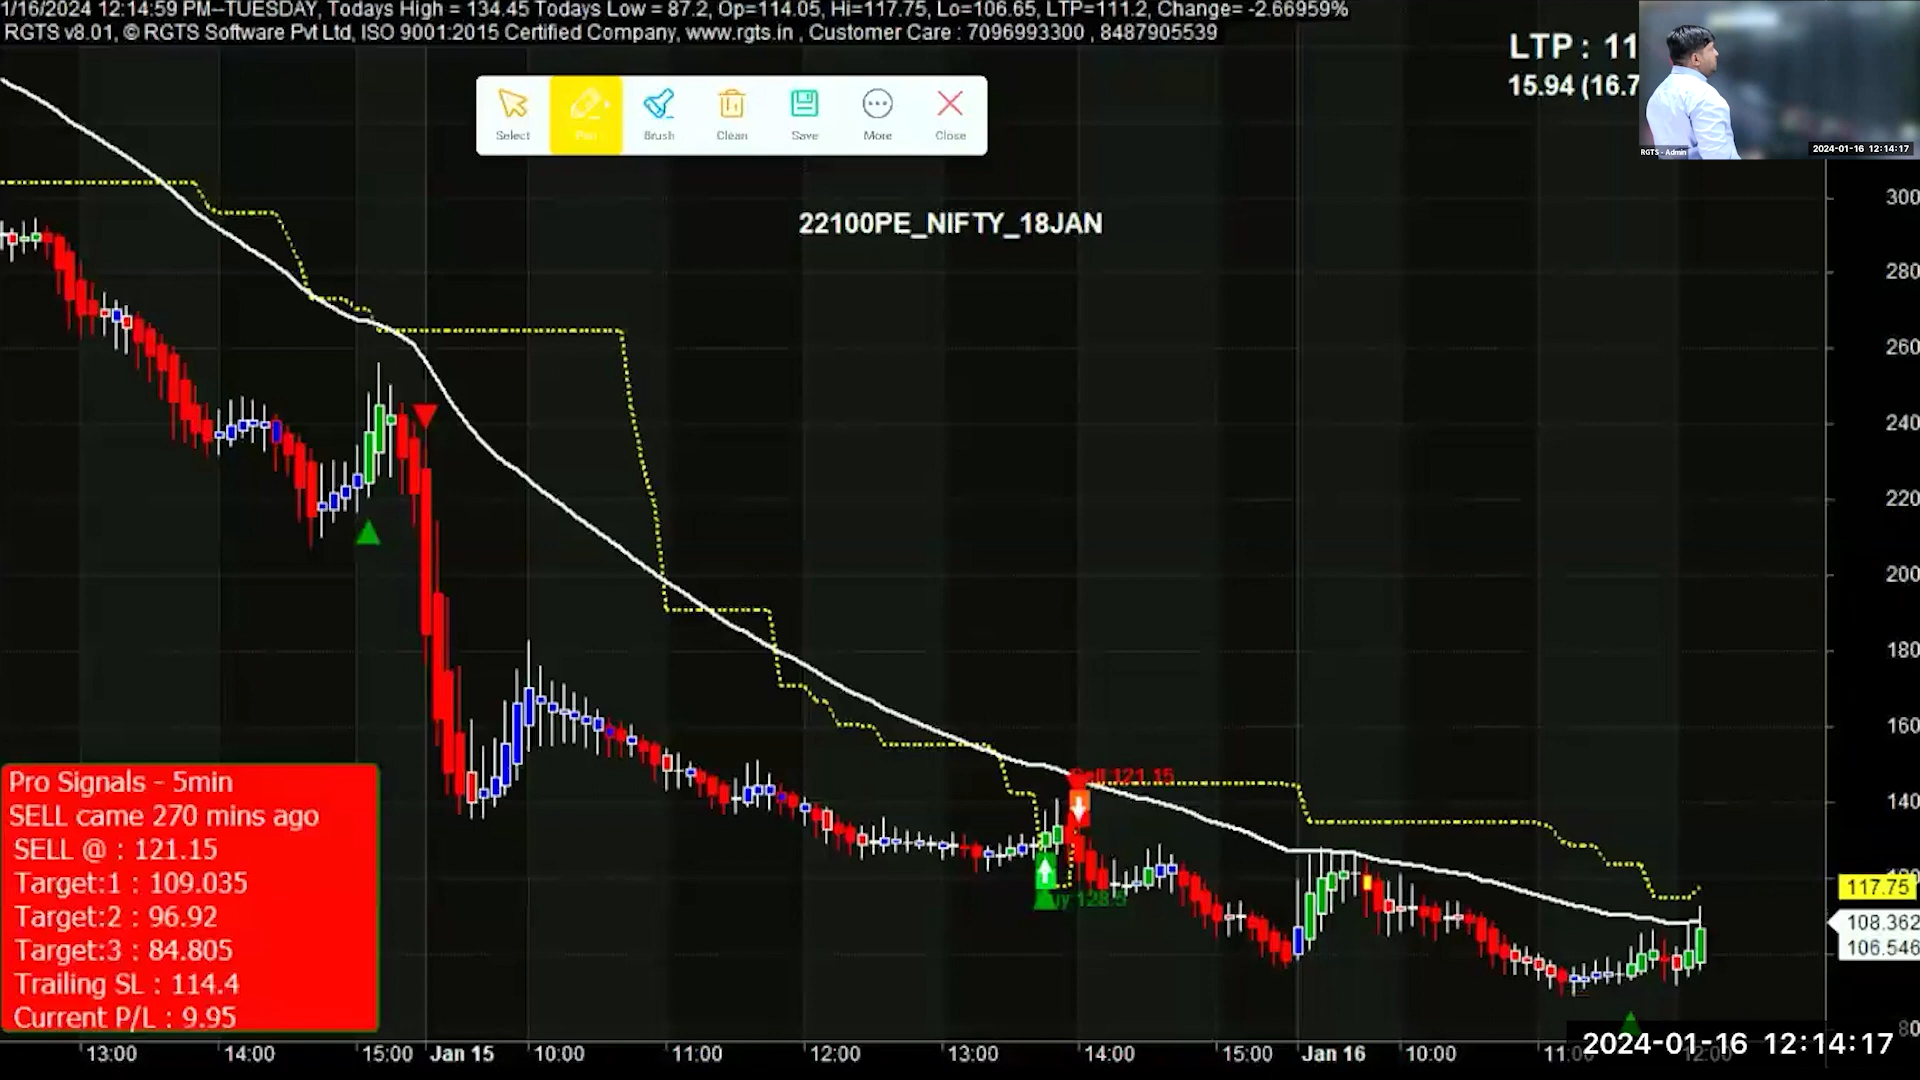 1/16/2024 12:14:59 PM--TUESDAY, Todays High = 134.45 Todays Low = 87.2, Op=114.05, Hi=117.75, Lo=106.65, LTP=111.2, Change= -2.66959%
RGTS v8.01, © RGTS Software Pvt Ltd, ISO 9001:2015 Certified Company, www.rgts.in , Customer Care : 7096993300 , 8487905539
LTP : 11
15.94 (16.7
RGTS - Admin
2024-01-16 12:14:17
Select
Pen
Brush
Clean
Save
More
Close
22100PE_NIFTY_18JAN
300
280
260
240
220
200
180
160
140
117.75
108.362
106.546
80
121.15
128.5
Pro Signals - 5min
SELL came 270 mins ago
SELL @ : 121.15
Target:1 : 109.035
Target:2 : 96.92
Target:3 : 84.805
Trailing SL : 114.4
Current P/L : 9.95
13:00
14:00
15:00
Jan 15
10:00
11:00
12:00
13:00
14:00
15:00
Jan 16
10:00
2024-01-16 12:14:17